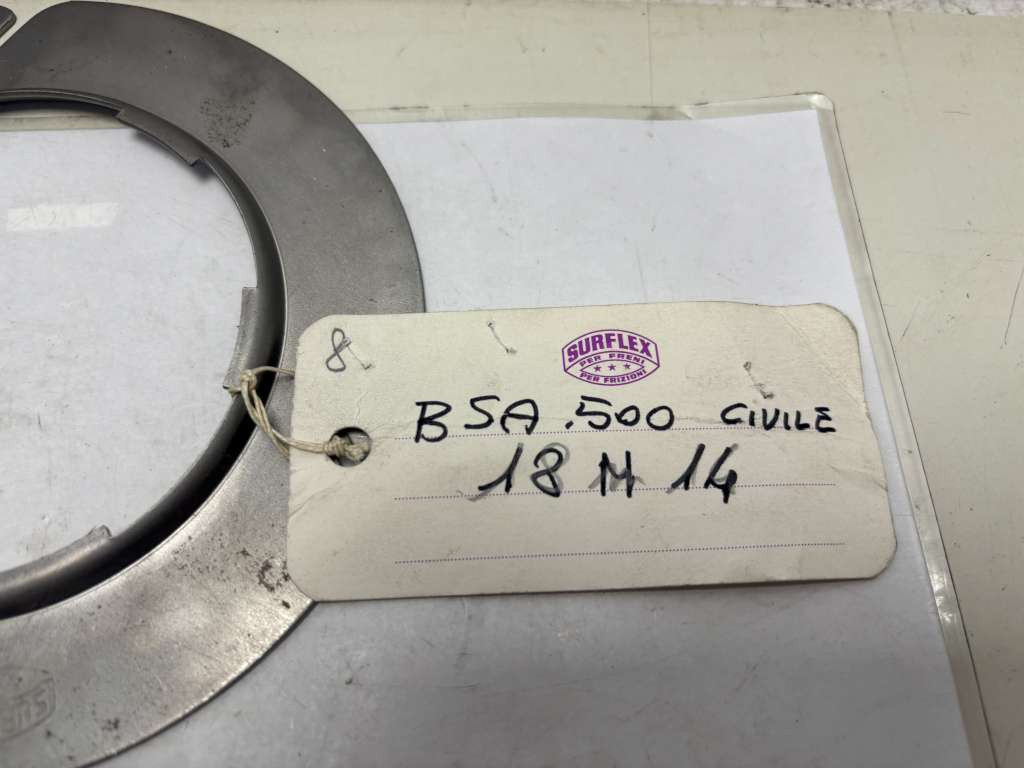 8
SURFLEX
PER FRENI
PER FRIZIONI
BSA.500 CIVILE
18 M 14